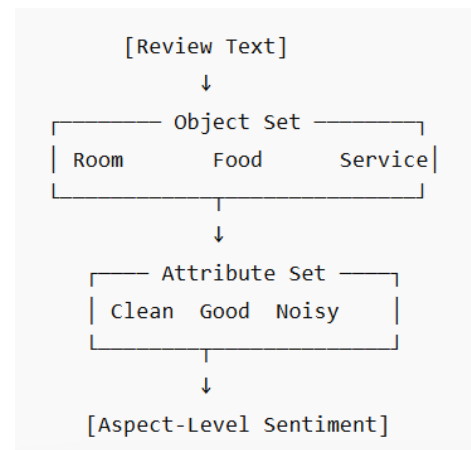 [Review Text]
↓
Object Set
Room Food Service
↓
Attribute Set
Clean Good Noisy
↓
[Aspect-Level Sentiment]